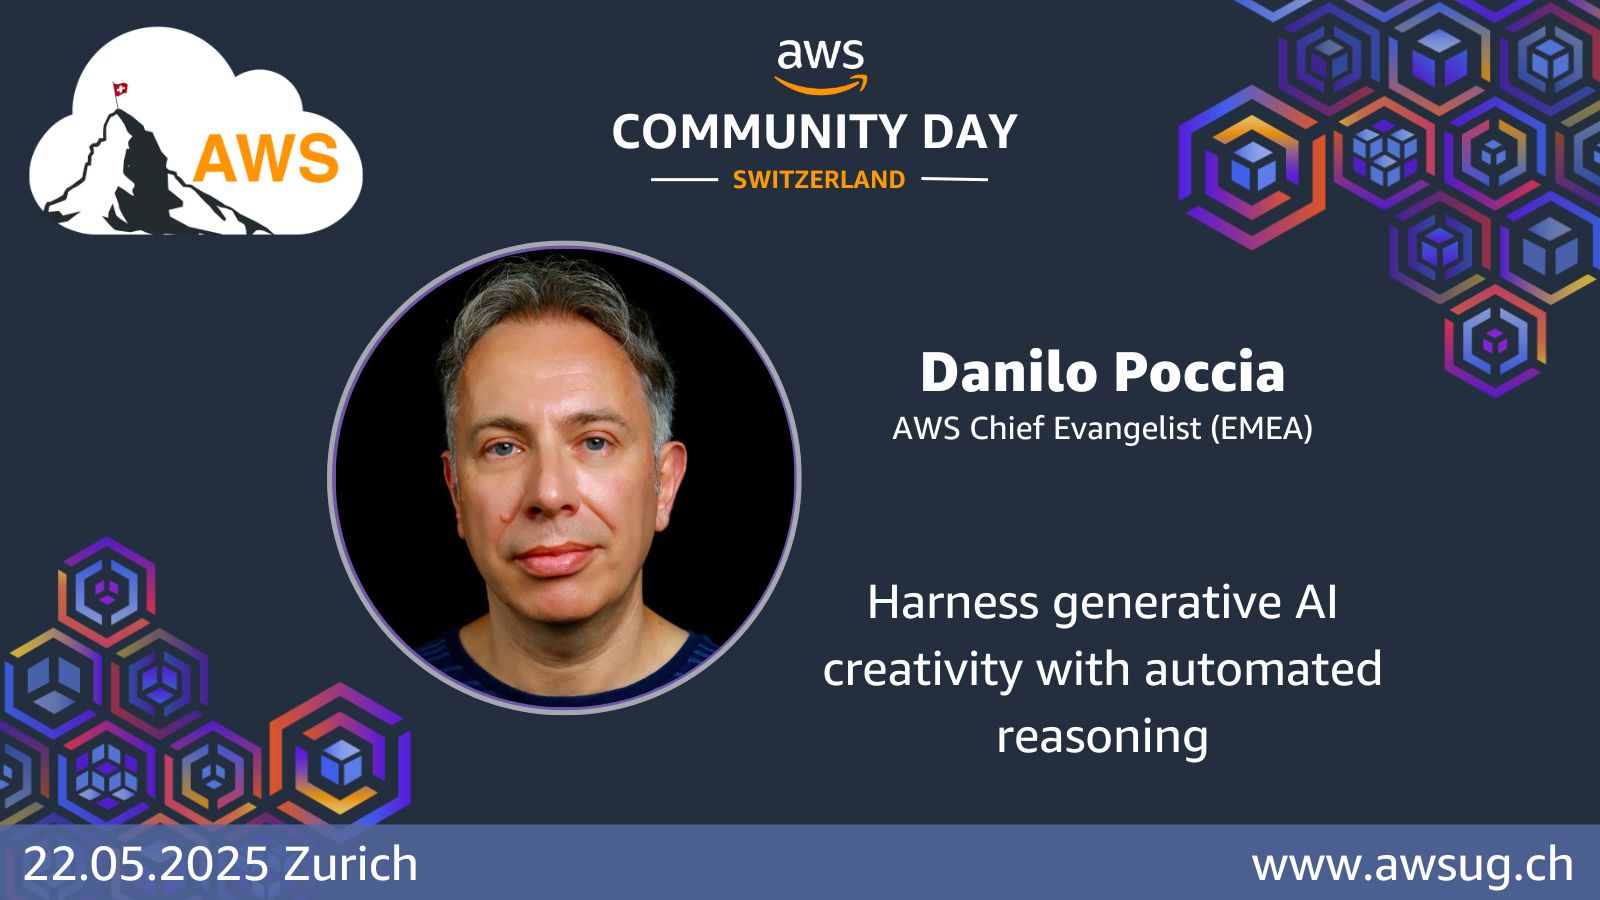 AWS
aws
COMMUNITY DAY
SWITZERLAND
Danilo Poccia
AWS Chief Evangelist (EMEA)
Harness generative AI
creativity with automated
reasoning
22.05.2025 Zurich
www.awsug.ch